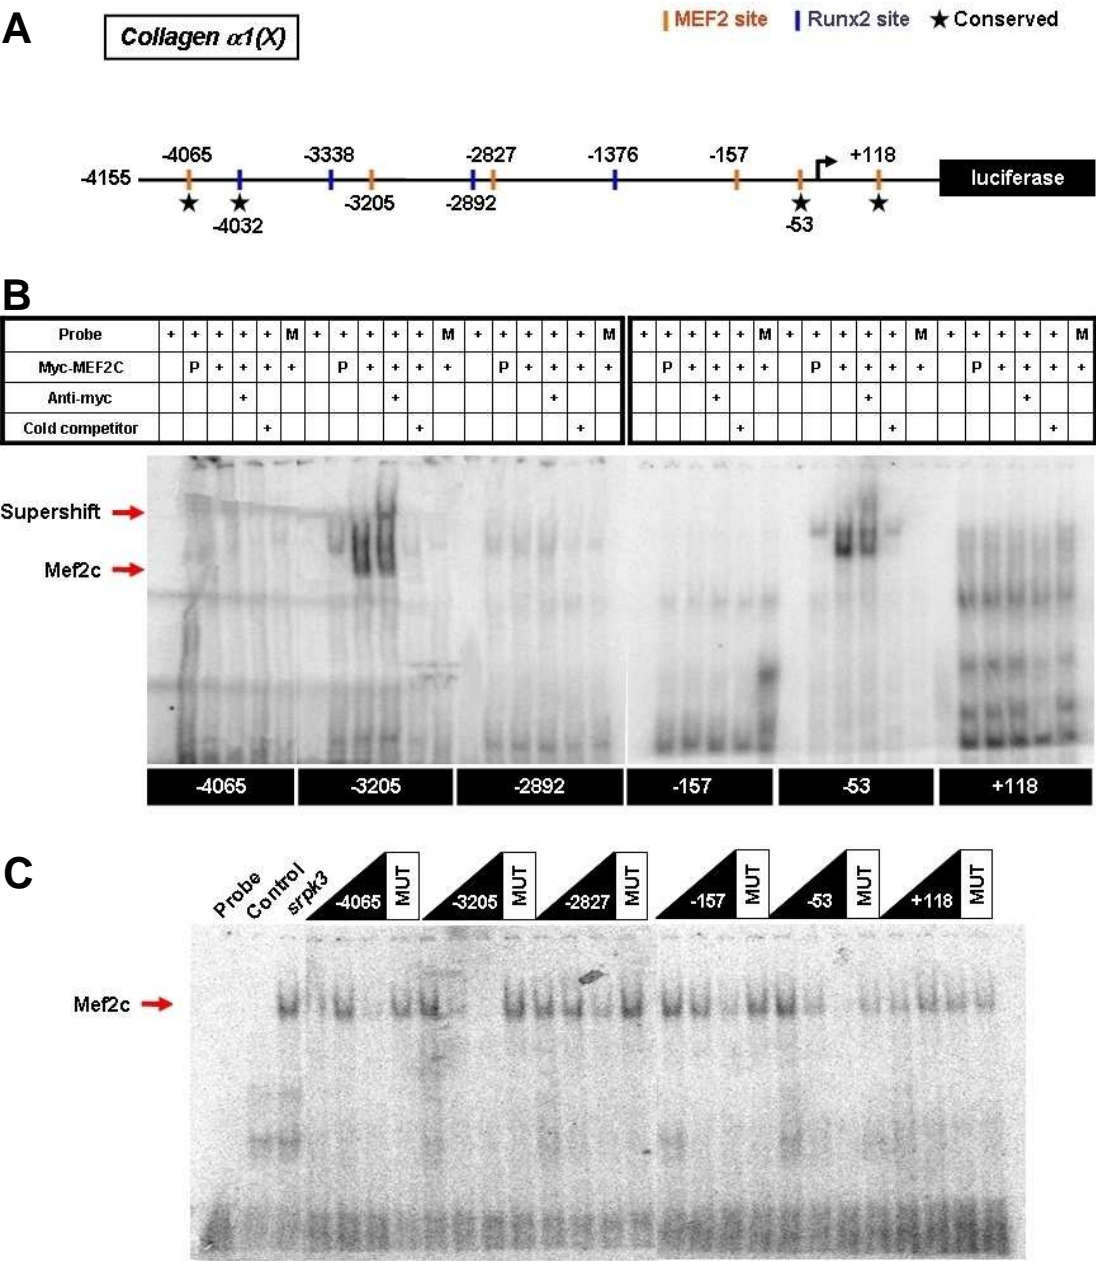 A
Collagen α1(X)
MEF2 site Runx2 site Conserved
-4065 -3338 -2827 -1376 -157 +118
-4155 luciferase
-3205 -2892
-4032 -53
B
Probe + + + + + M + + + + + M + + + + + M + + + + + M + + + + + M + + + + + M
Myc-MEF2C P + + + + P + + + + P + + + + P + + + + P + + + + P + + + +
Anti-myc + + + + + +
Cold competitor + + + + + +
Supershift
Mef2c
-4065 -3205 -2892 -157 -53 +118
C
Probe
Control
srpk3
-4065 MUT -3205 MUT -2827 MUT -157 MUT -53 MUT +118 MUT
Mef2c